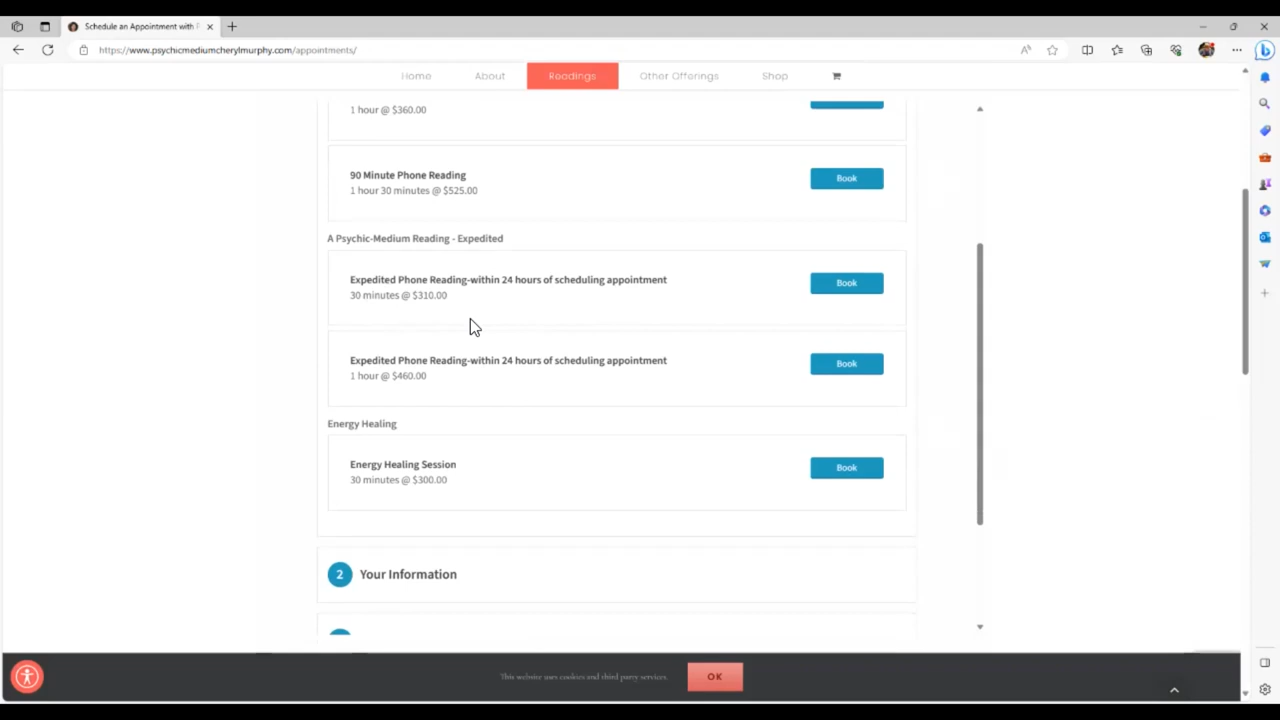 Schedule an Appointment with
https://www.psychicmediumcherylmurphy.com/appointments/
Home About Readings Other Offerings Shop
1 hour @ $360.00
90 Minute Phone Reading
1 hour 30 minutes @ $525.00
Book
A Psychic-Medium Reading - Expedited
Expedited Phone Reading-within 24 hours of scheduling appointment
30 minutes @ $310.00
Book
Expedited Phone Reading-within 24 hours of scheduling appointment
1 hour @ $460.00
Book
Energy Healing
Energy Healing Session
30 minutes @ $300.00
Book
2 Your Information
This website uses cookies and third party services.
OK